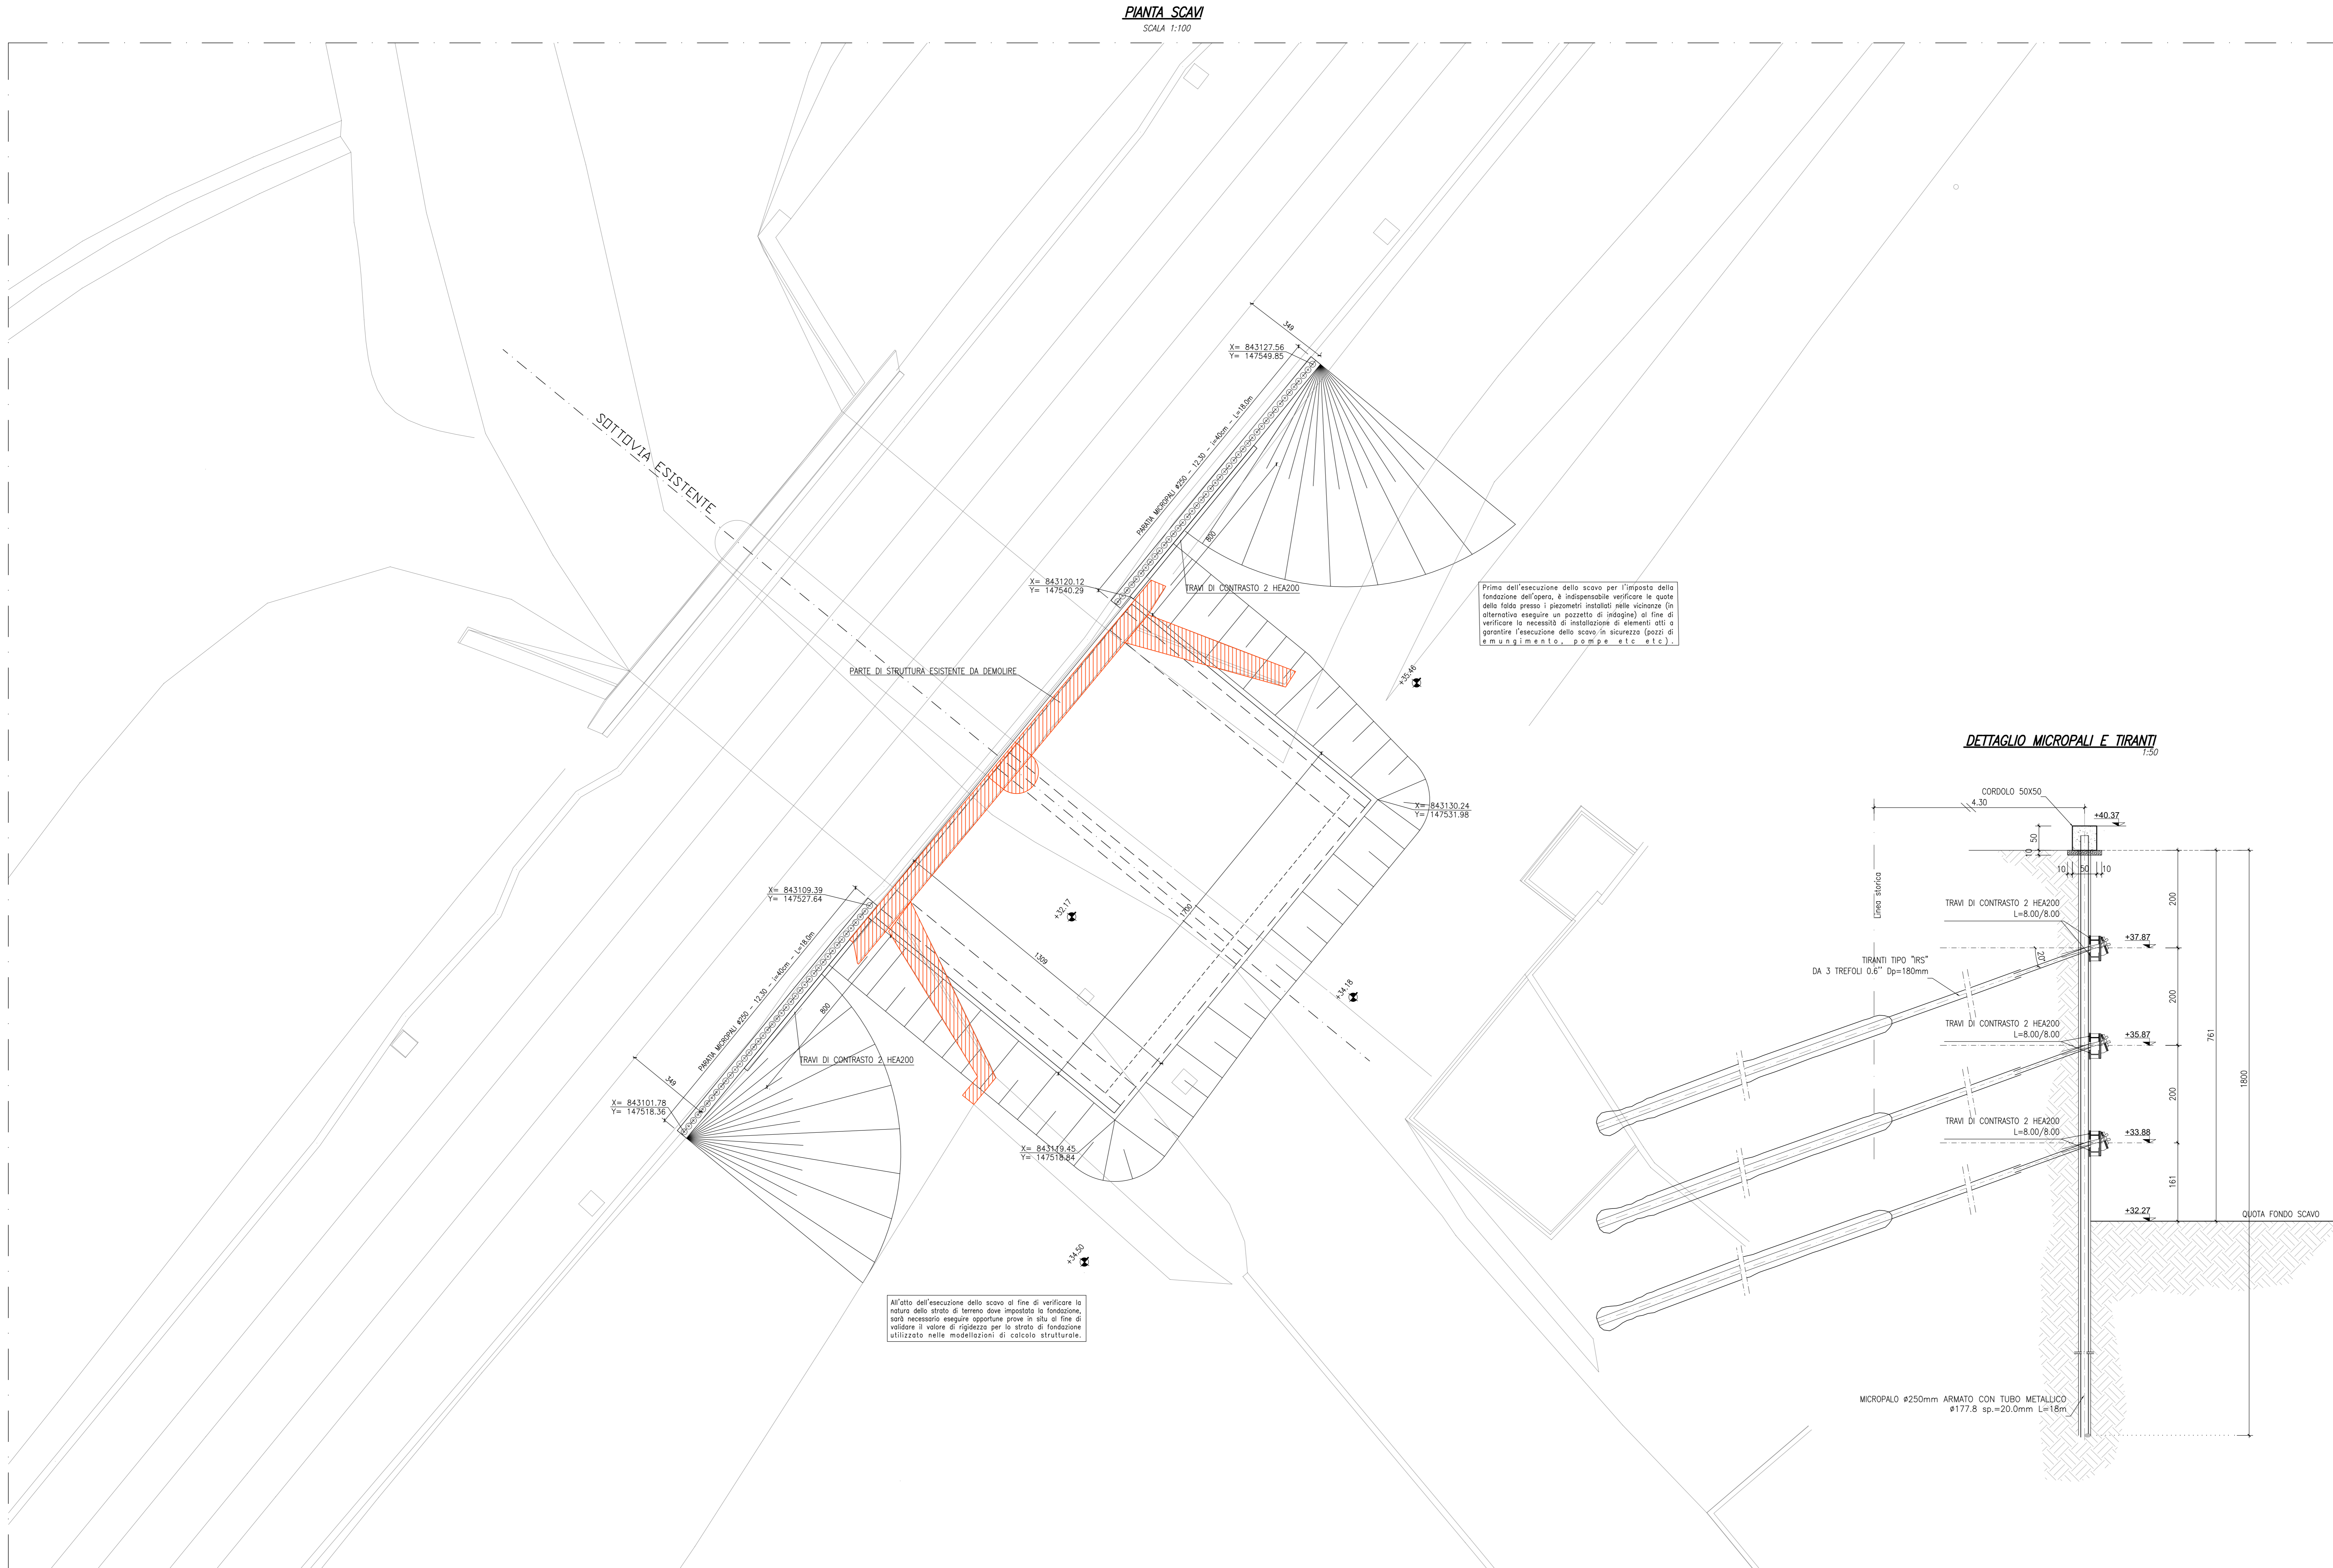 PIANTA SCAVI
SCALA 1:100
349
X= 843127.56
Y= 147549.85
PARATIA MICROPALI ø250 - 12.30 - i=40cm - L=18.0m
SOTTOVIA ESISTENTE
800
X= 843120.12
Y= 147540.29
TRAVI DI CONTRASTO 2 HEA200
Prima dell'esecuzione dello scavo per l'imposta della
fondazione dell'opera, è indispensabile verificare le quote
della falda presso i piezometri installati nelle vicinanze (in
alternativa eseguire un pozzetto di indagine) al fine di
verificare la necessità di installazione di elementi atti a
garantire l'esecuzione dello scavo in sicurezza (pozzi di
emungimento, pompe etc etc).
PARTE DI STRUTTURA ESISTENTE DA DEMOLIRE
+35.46
X= 843130.24
Y= 147531.98
X= 843109.39
Y= 147527.64
+32.17
1700
1309
+34.18
PARATIA MICROPALI ø250 - 12.30 - i=40cm - L=18.0m
800
TRAVI DI CONTRASTO 2 HEA200
349
X= 843101.78
Y= 147518.36
X= 843119.45
Y= 147518.84
+34.50
All'atto dell'esecuzione dello scavo al fine di verificare la
natura dello strato di terreno dove impostata la fondazione,
sarà necessario eseguire opportune prove in situ al fine di
validare il valore di rigidezza per lo strato di fondazione
utilizzato nelle modellazioni di calcolo strutturale.
DETTAGLIO MICROPALI E TIRANTI
1:50
CORDOLO 50X50
4.30
+40.37
50
10
10 50 10
Linea storica
TRAVI DI CONTRASTO 2 HEA200
L=8.00/8.00
200
+37.87
20°
TIRANTI TIPO "IRS"
DA 3 TREFOLI 0.6'' Dp=180mm
200
TRAVI DI CONTRASTO 2 HEA200
L=8.00/8.00
+35.87
761
1800
200
TRAVI DI CONTRASTO 2 HEA200
L=8.00/8.00
+33.88
161
+32.27
QUOTA FONDO SCAVO
MICROPALO ø250mm ARMATO CON TUBO METALLICO
ø177.8 sp.=20.0mm L=18m